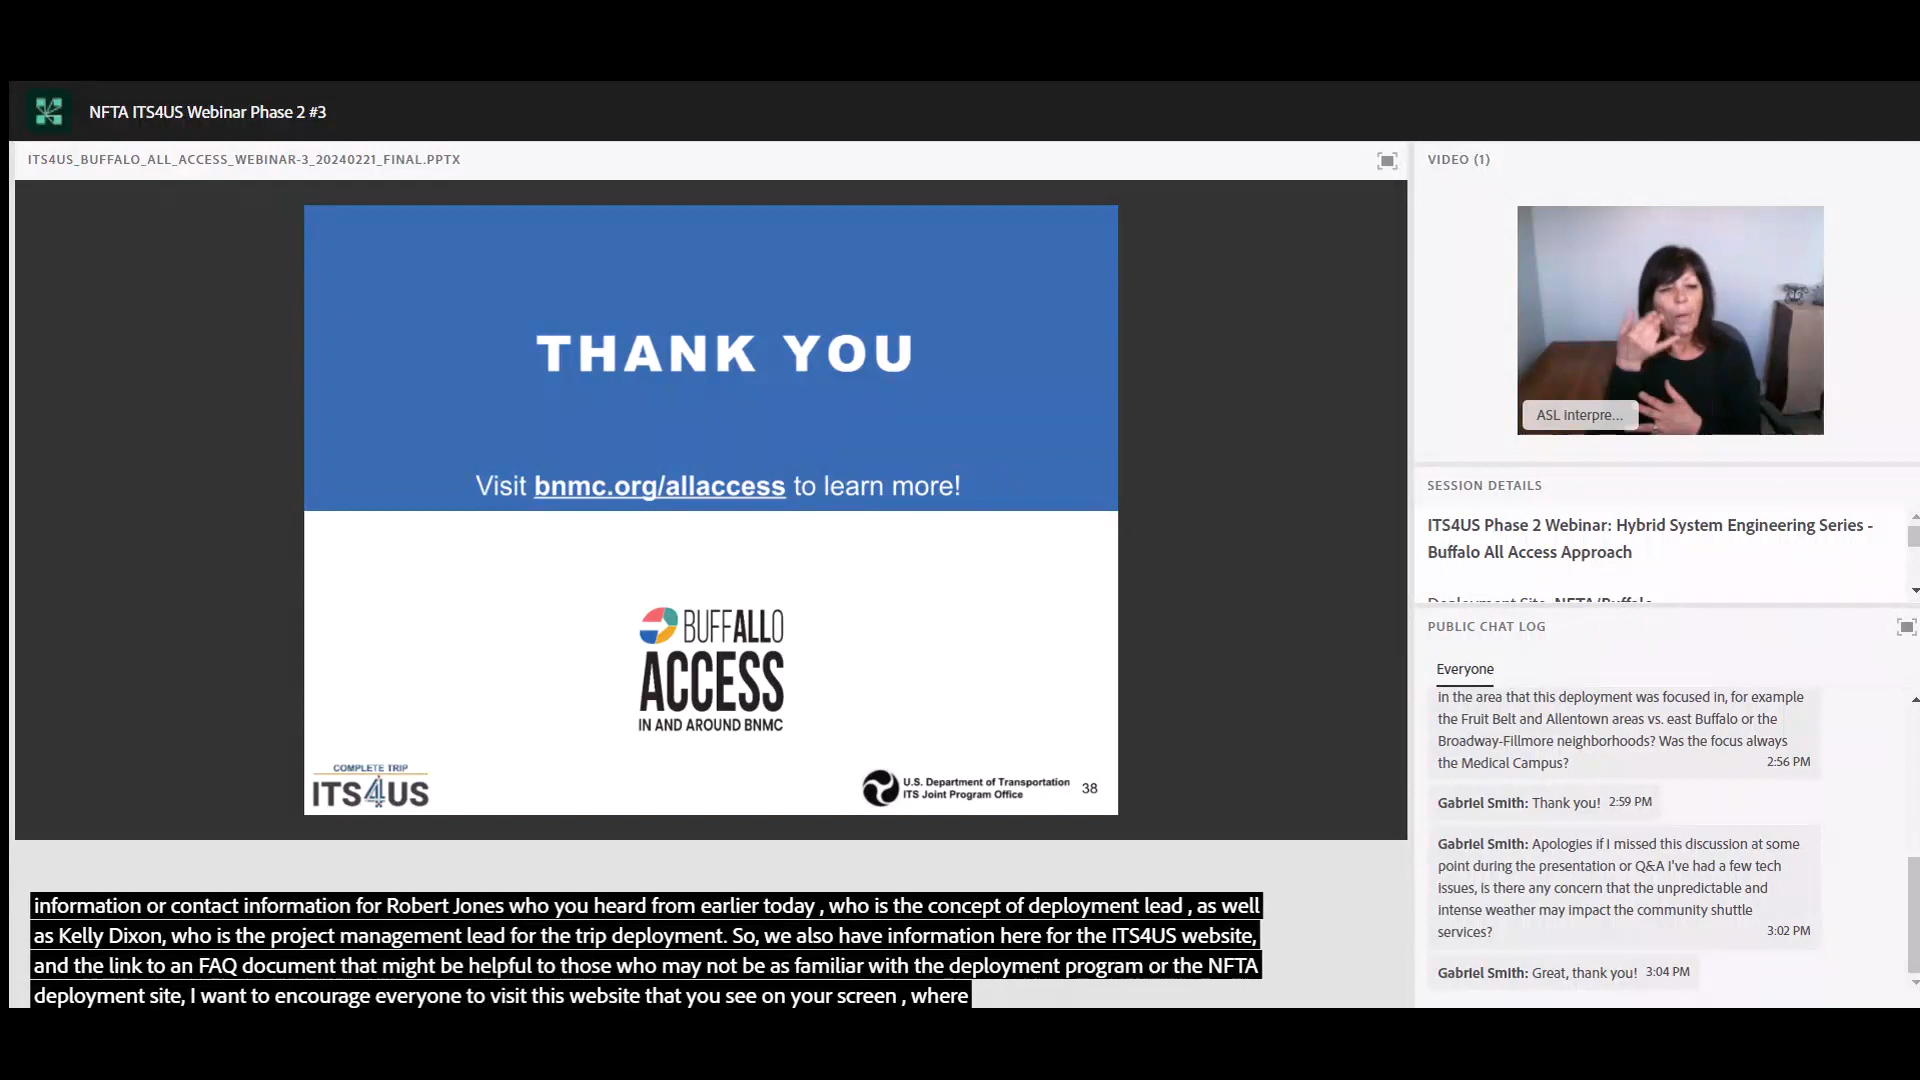 NFTA ITS4US Webinar Phase 2 #3
ITS4US_BUFFALO_ALL_ACCESS_WEBINAR-3_20240221_FINAL.PPTX
THANK YOU
Visit bnmc.org/allaccess to learn more!
BUFFALLO
ACCESS
IN AND AROUND BNMC
COMPLETE TRIP
ITS4US
U.S. Department of Transportation
ITS Joint Program Office
38
information or contact information for Robert Jones who you heard from earlier today , who is the concept of deployment lead , as well
as Kelly Dixon, who is the project management lead for the trip deployment. So, we also have information here for the ITS4US website,
and the link to an FAQ document that might be helpful to those who may not be as familiar with the deployment program or the NFTA
deployment site, I want to encourage everyone to visit this website that you see on your screen , where
VIDEO (1)
ASL interpre...
SESSION DETAILS
ITS4US Phase 2 Webinar: Hybrid System Engineering Series -
Buffalo All Access Approach
Deployment Site: NFTA/Buffalo
PUBLIC CHAT LOG
Everyone
in the area that this deployment was focused in, for example
the Fruit Belt and Allentown areas vs. east Buffalo or the
Broadway-Fillmore neighborhoods? Was the focus always
the Medical Campus? 2:56 PM
Gabriel Smith: Thank you! 2:59 PM
Gabriel Smith: Apologies if I missed this discussion at some
point during the presentation or Q&A I've had a few tech
issues, is there any concern that the unpredictable and
intense weather may impact the community shuttle
services? 3:02 PM
Gabriel Smith: Great, thank you! 3:04 PM